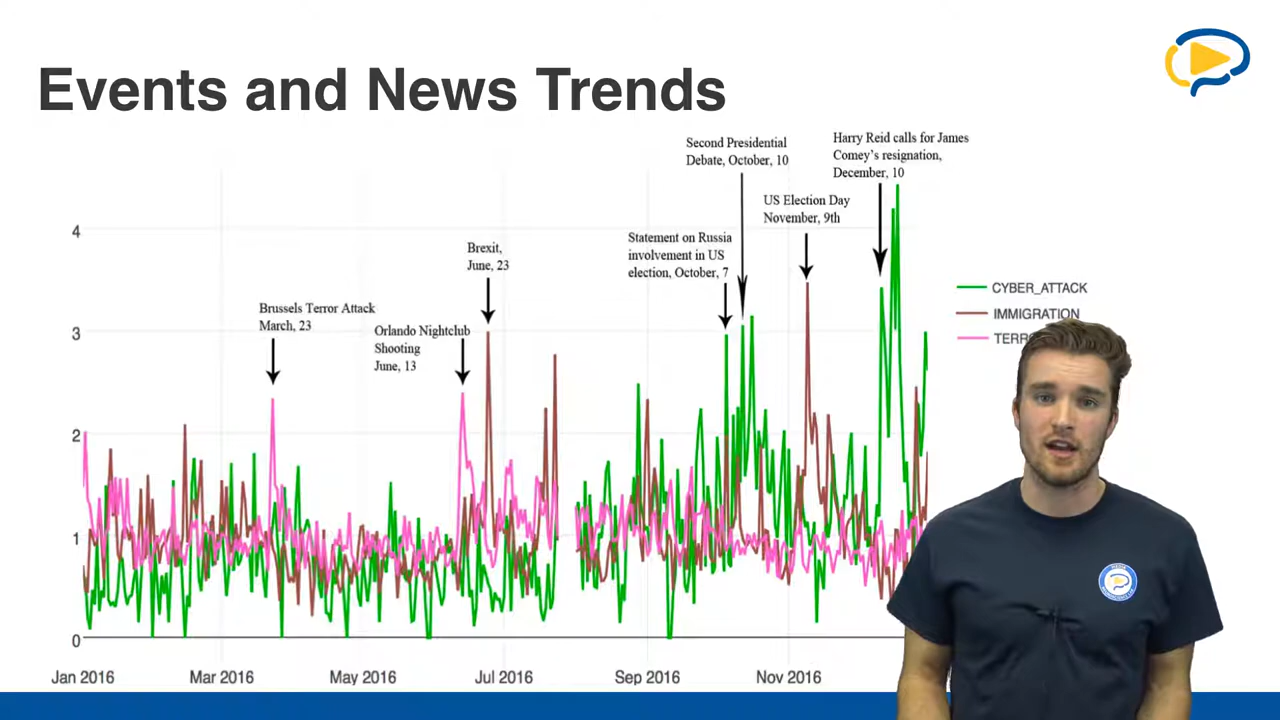 Events and News Trends
Second Presidential
Debate, October, 10
Harry Reid calls for James
Comey's resignation,
December, 10
US Election Day
November, 9th
Statement on Russia
involvement in US
election, October, 7
Brexit,
June, 23
Brussels Terror Attack
March, 23
Orlando Nightclub
Shooting
June, 13
4
3
2
1
0
CYBER_ATTACK
IMMIGRATION
Jan 2016
Mar 2016
May 2016
Jul 2016
Sep 2016
Nov 2016